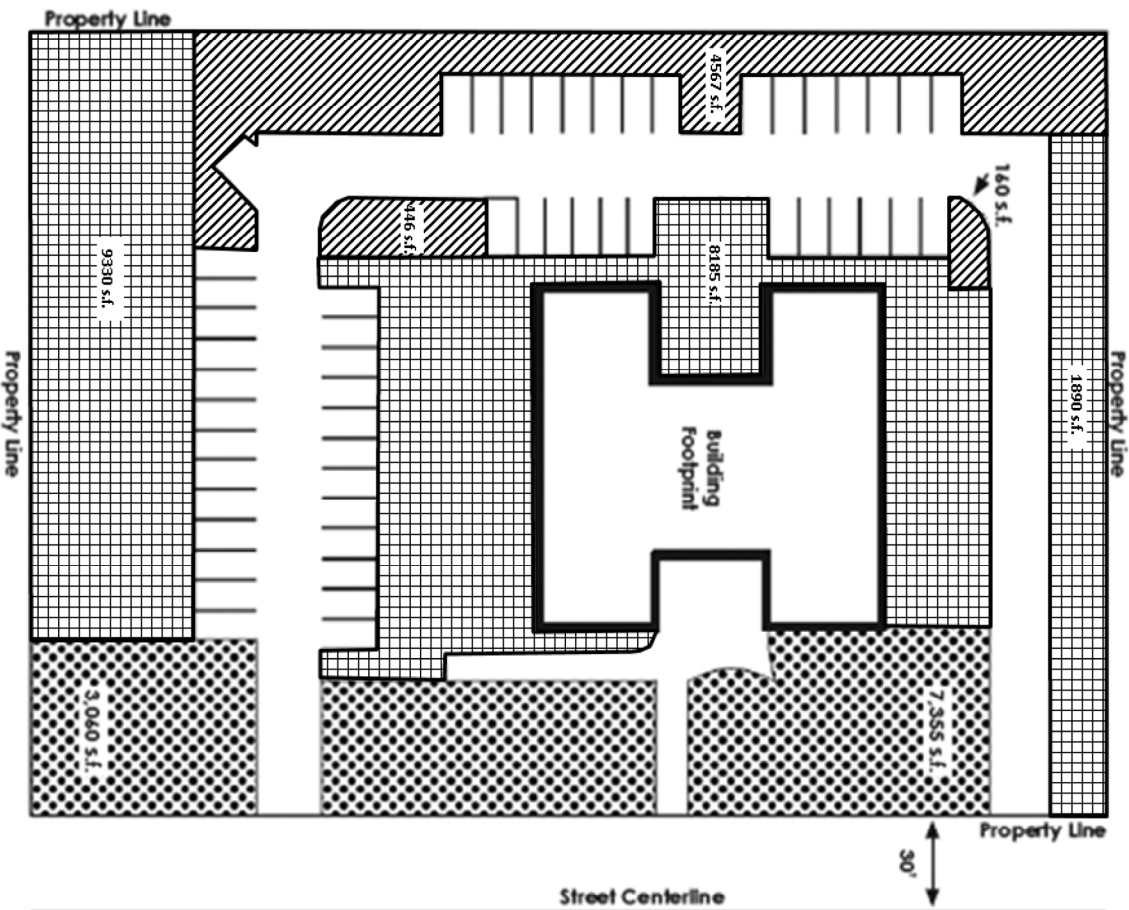 Property Line
4567 s.f.
160 s.f.
446 s.f.
9330 s.f.
8185 s.f.
Property Line
1890 s.f.
Property Line
Building
Footprint
3,060 s.f.
7,355 s.f.
Property Line
30'
Street Centerline